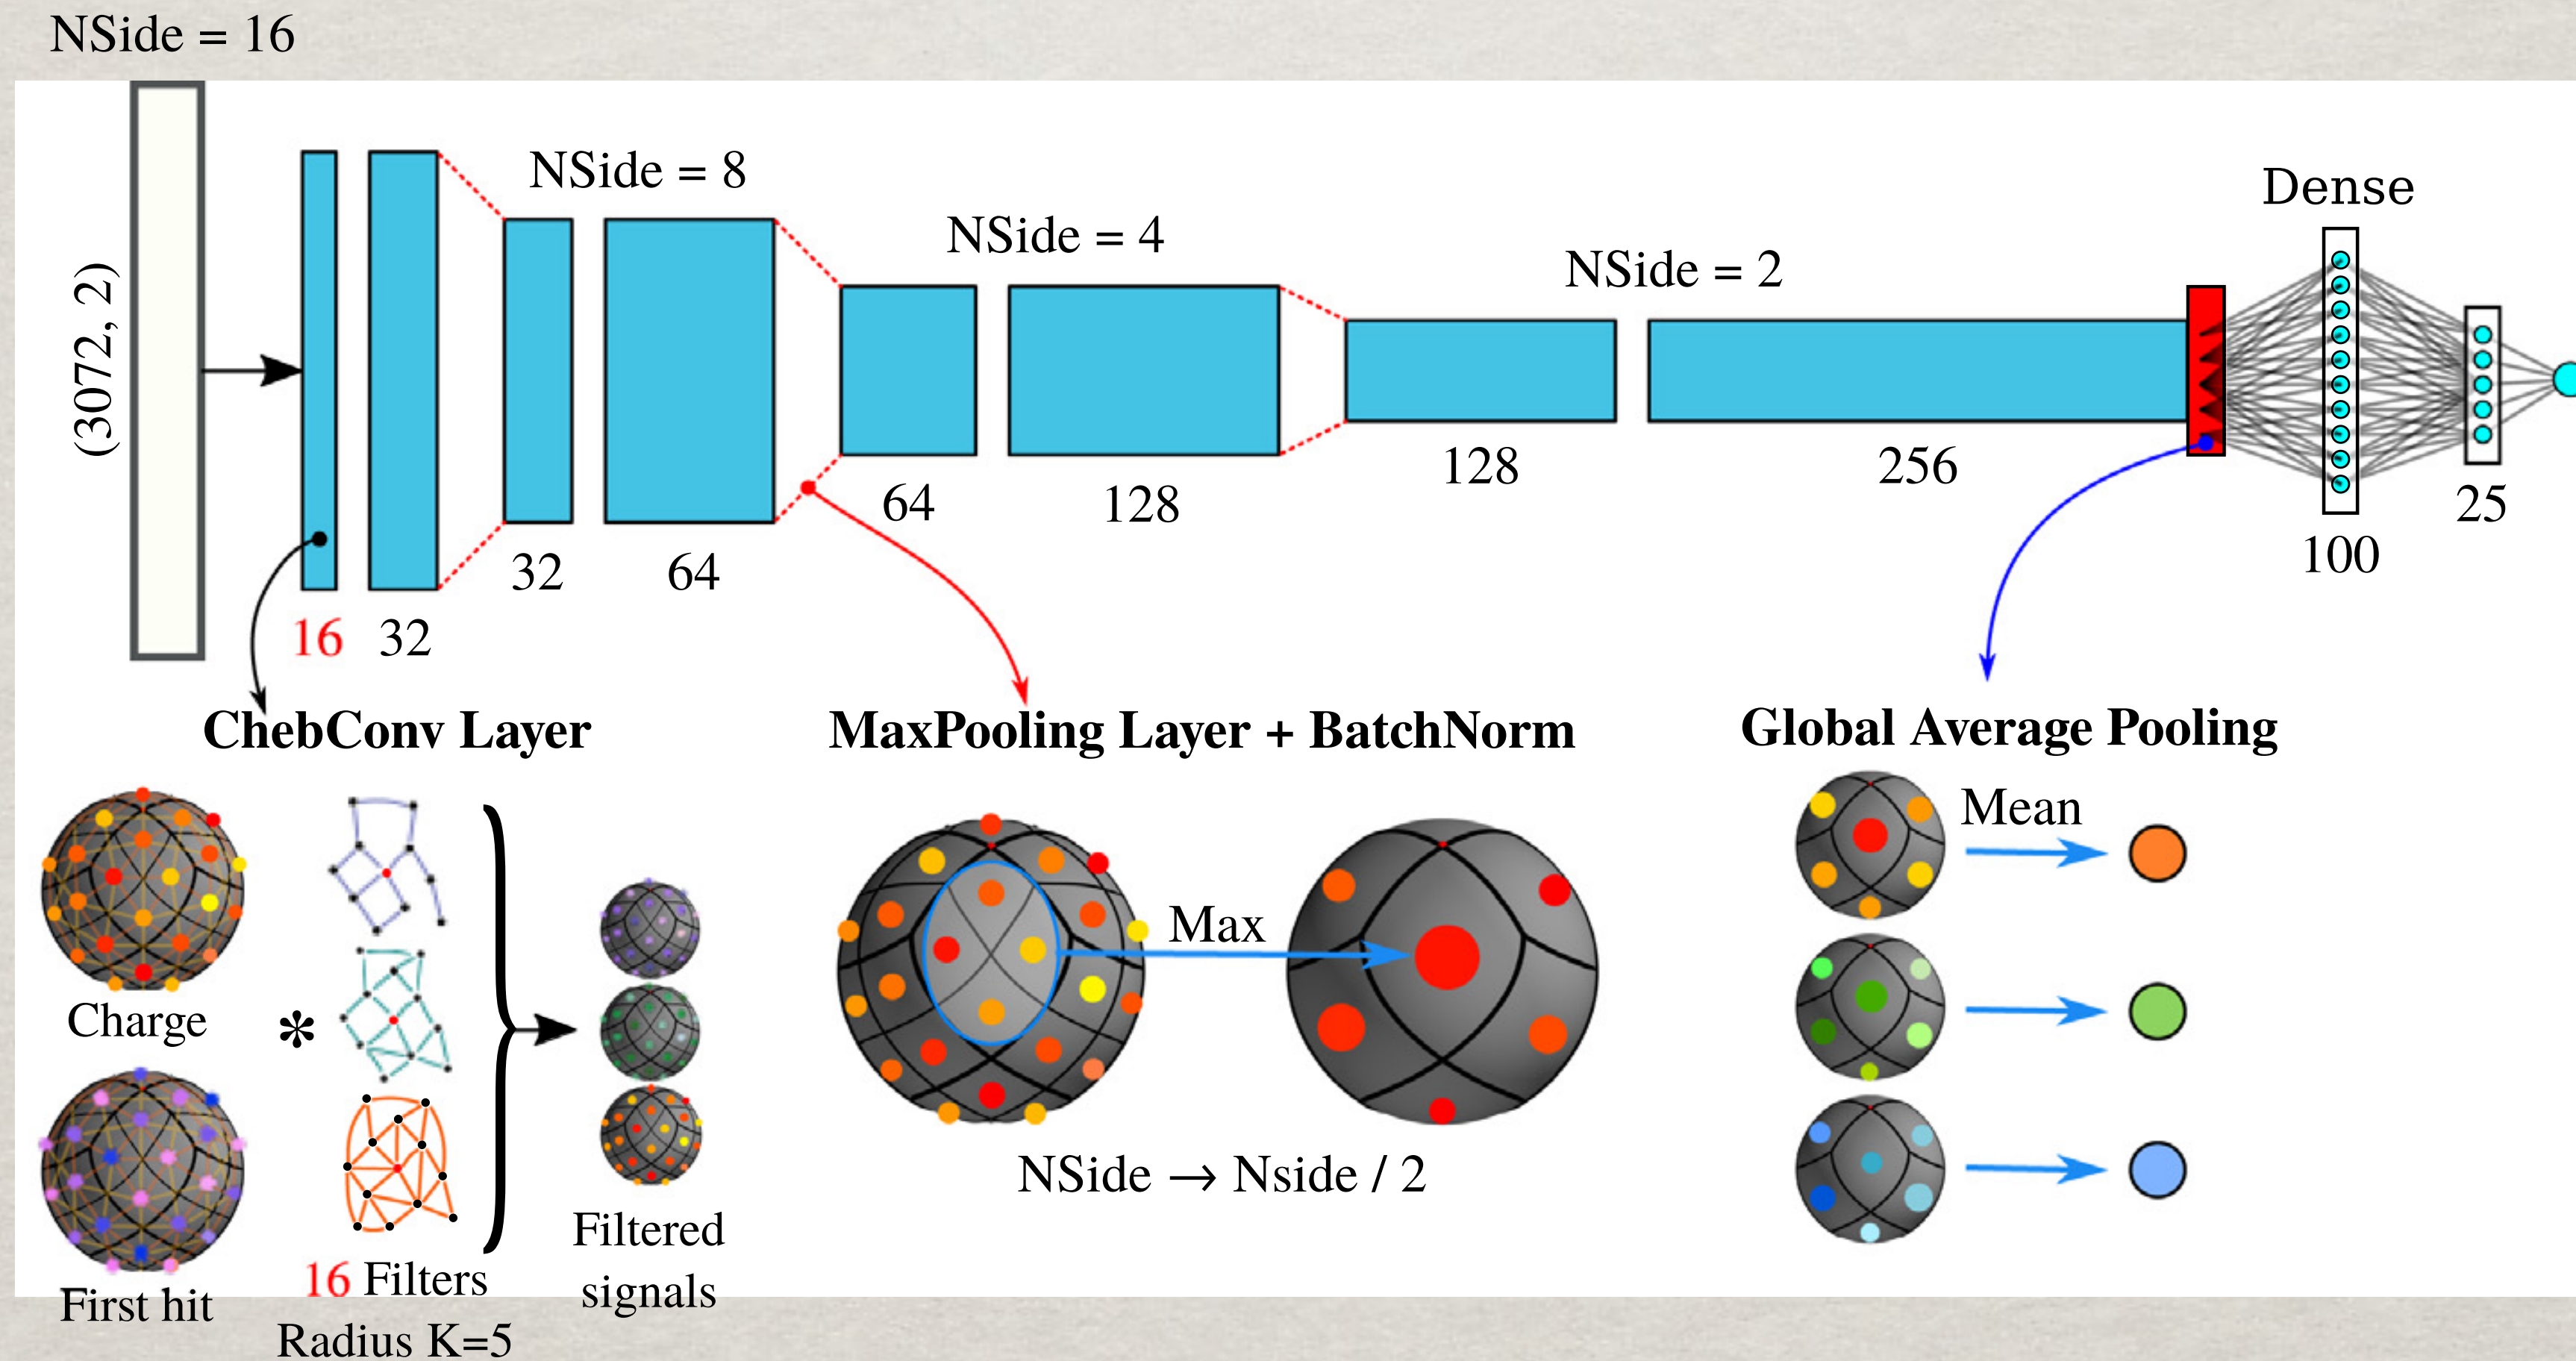 NSide = 16
(3072, 2)
NSide = 8
NSide = 4
NSide = 2
Dense
16
32
32
64
64
128
128
256
100
25
ChebConv Layer
Charge
First hit
*
16 Filters
Radius K=5
Filtered
signals
MaxPooling Layer + BatchNorm
Max
NSide → Nside / 2
Global Average Pooling
Mean